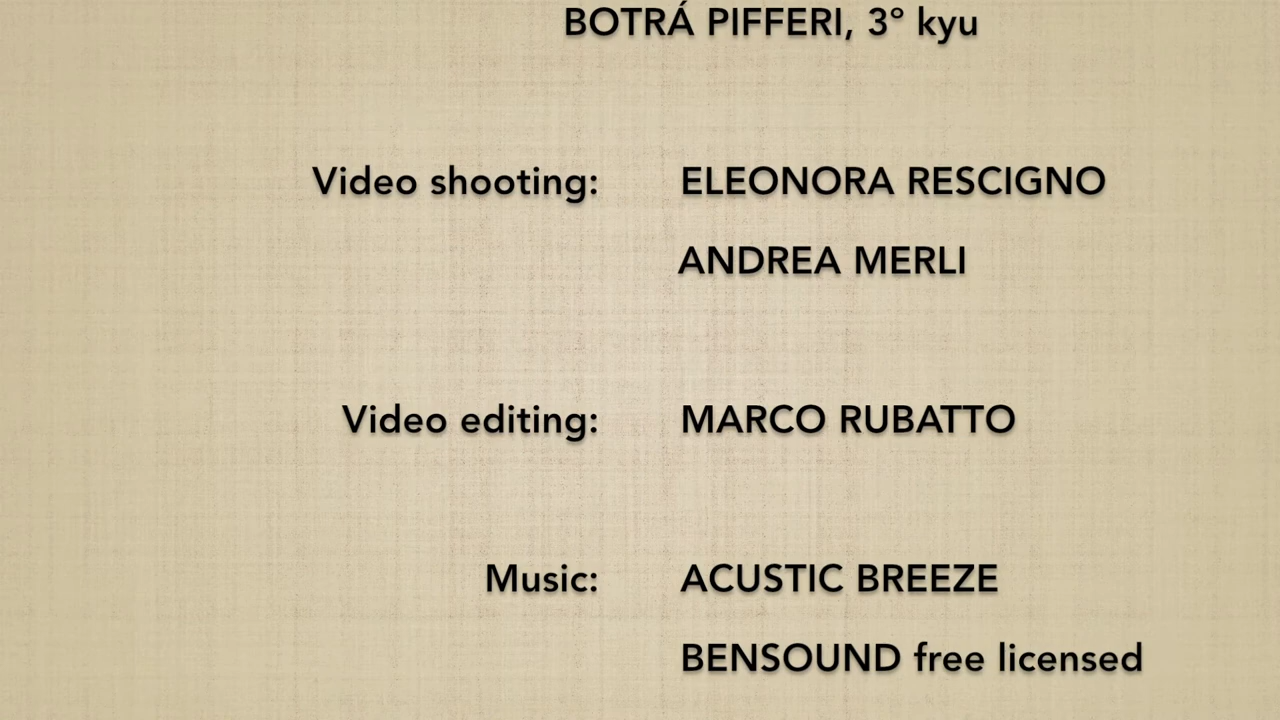 BOTRÁ PIFFERI, 3º kyu
Video shooting: ELEONORA RESCIGNO
ANDREA MERLI
Video editing: MARCO RUBATTO
Music: ACUSTIC BREEZE
BENSOUND free licensed